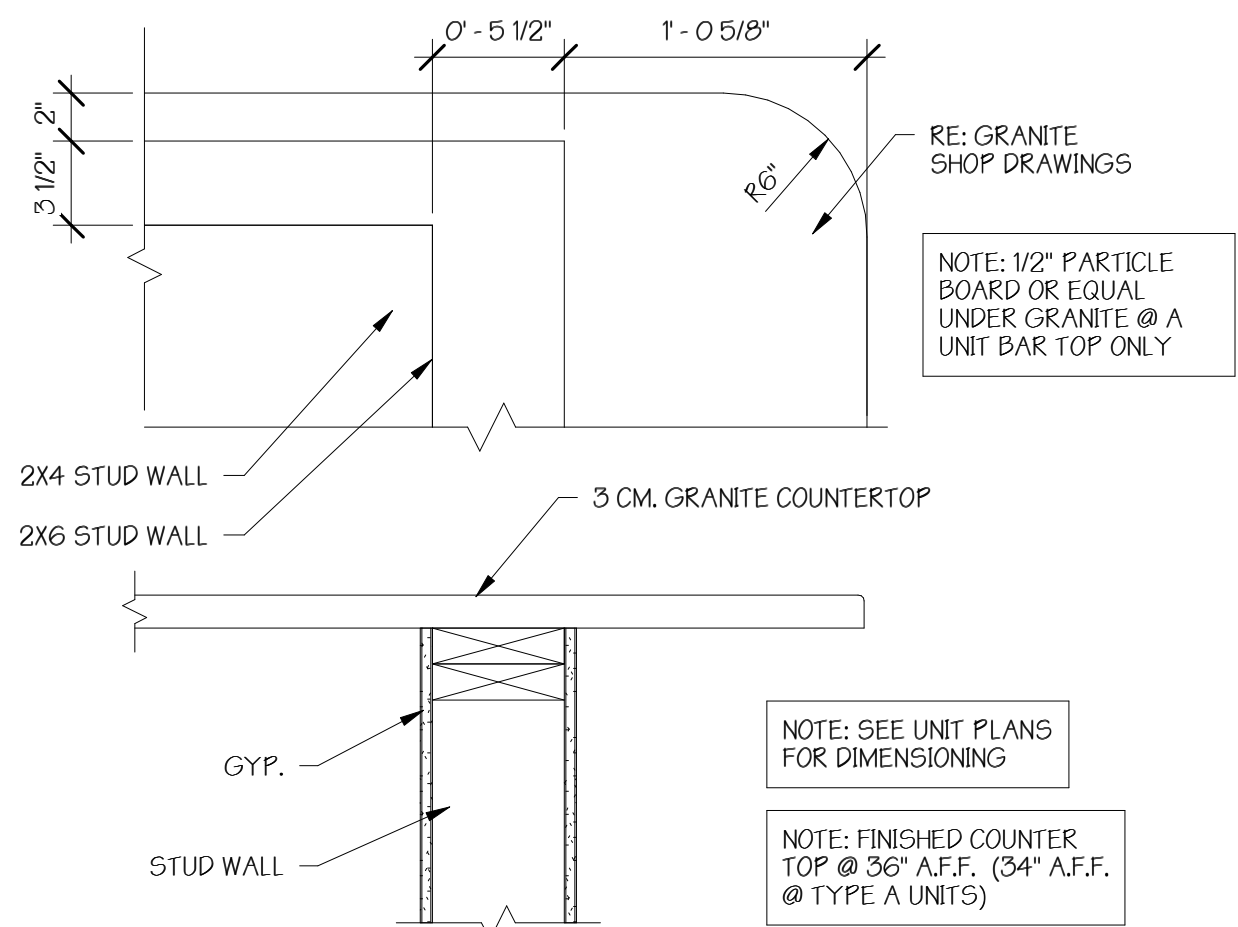 0' - 5 1/2"
1' - 0 5/8"
2"
3 1/2"
R6"
RE: GRANITE
SHOP DRAWINGS
NOTE: 1/2" PARTICLE
BOARD OR EQUAL
UNDER GRANITE @ A
UNIT BAR TOP ONLY
2X4 STUD WALL
2X6 STUD WALL
3 CM. GRANITE COUNTERTOP
GYP.
STUD WALL
NOTE: SEE UNIT PLANS
FOR DIMENSIONING
NOTE: FINISHED COUNTER
TOP @ 36" A.F.F. (34" A.F.F.
@ TYPE A UNITS)